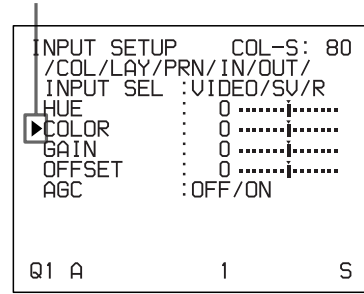 INPUT SETUP COL-S: 80
/COL/LAY/PRN/IN/OUT/
INPUT SEL :VIDEO/SV/R
HUE : 0
COLOR : 0
GAIN : 0
OFFSET : 0
AGC :OFF/ON
Q1 A 1 S